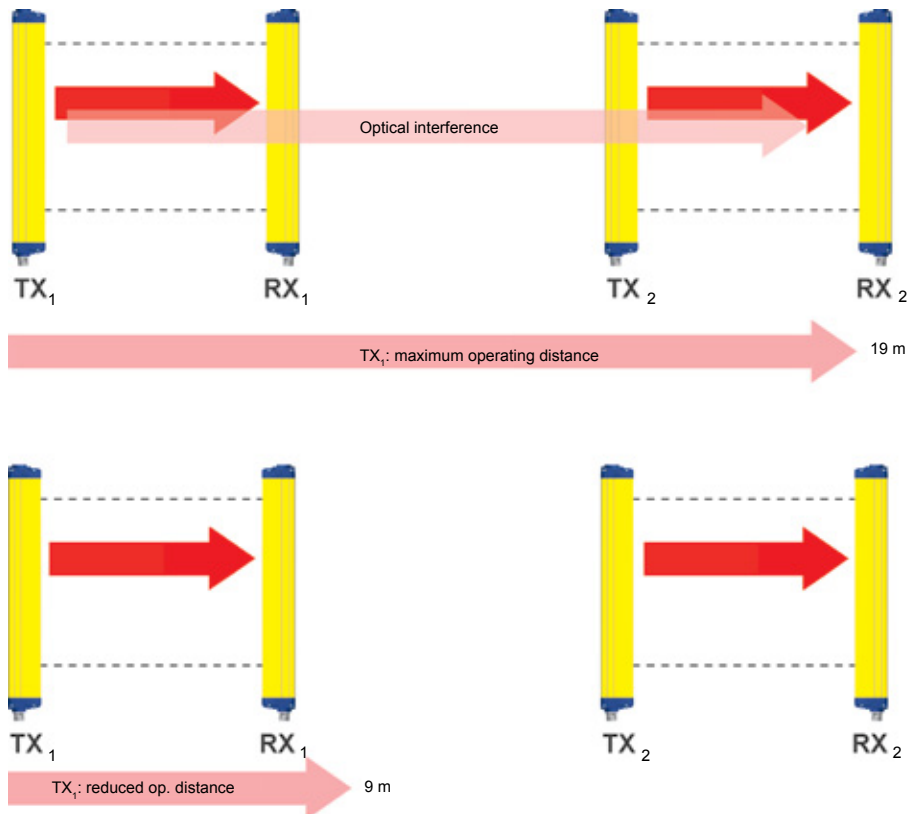 Optical interference
TX1 RX1 TX2 RX2
TX1: maximum operating distance 19 m
TX1 RX1 TX2 RX2
TX1: reduced op. distance 9 m